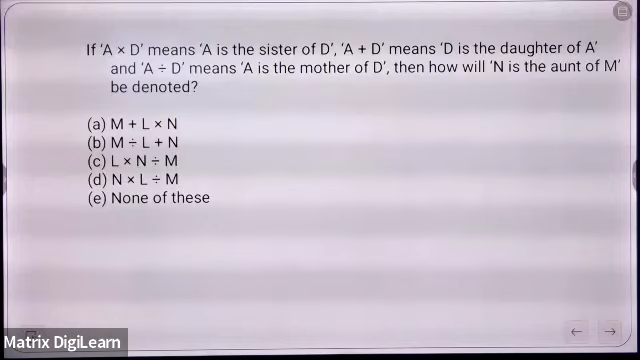 If ‘A × D’ means ‘A is the sister of D’, ‘A + D’ means ‘D is the daughter of A’
and ‘A ÷ D’ means ‘A is the mother of D’, then how will ‘N is the aunt of M’
be denoted?
(a) M + L × N
(b) M ÷ L + N
(c) L × N ÷ M
(d) N × L ÷ M
(e) None of these
Matrix DigiLearn